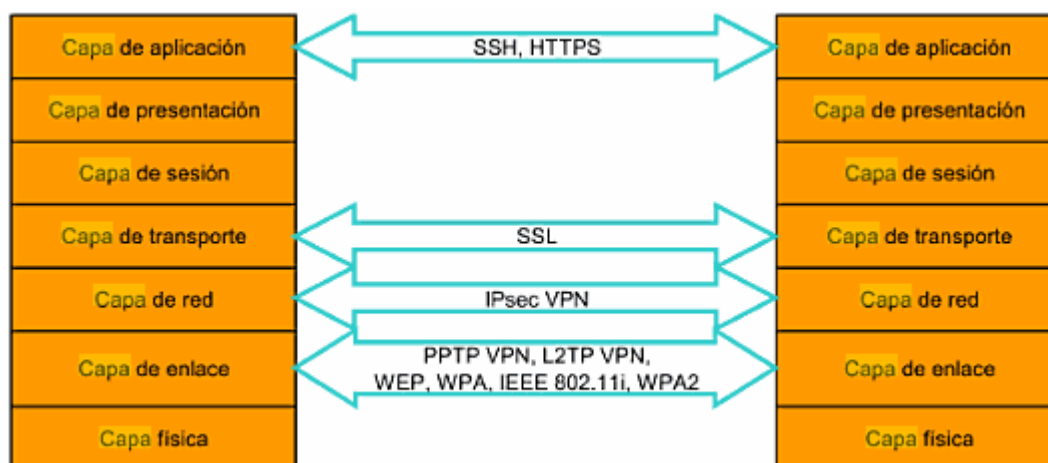 Capa de aplicación SSH, HTTPS Capa de aplicación
Capa de presentación Capa de presentación
Capa de sesión Capa de sesión
Capa de transporte SSL Capa de transporte
Capa de red IPsec VPN Capa de red
PPTP VPN, L2TP VPN,
Capa de enlace WEP, WPA, IEEE 802.11i, WPA2 Capa de enlace
Capa física Capa física